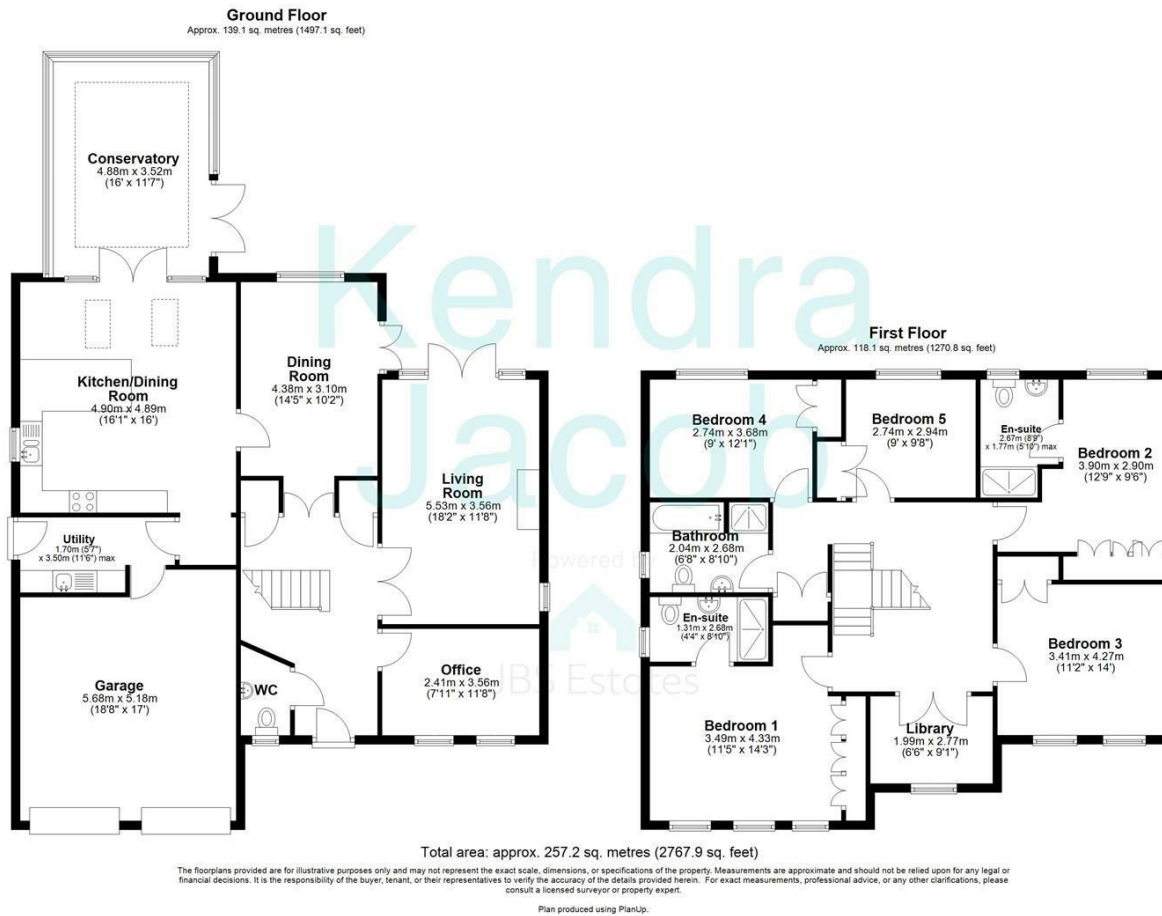 Ground Floor
Approx. 139.1 sq. metres (1497.1 sq. feet)
Conservatory
4.88m x 3.52m
(16' x 11'7")
Kitchen/Dining
Room
4.90m x 4.89m
(16'1" x 16')
Dining
Room
4.38m x 3.10m
(14'5" x 10'2")
Living
Room
5.53m x 3.56m
(18'2" x 11'8")
Utility
1.70m (5'7")
x 3.50m (11'6") max
Garage
5.68m x 5.18m
(18'8" x 17')
WC
Office
2.41m x 3.56m
(7'11" x 11'8")
Kendra
Jacob
Powered by
JBS Estates
First Floor
Approx. 118.1 sq. metres (1270.8 sq. feet)
Bedroom 4
2.74m x 3.68m
(9' x 12'1")
Bedroom 5
2.74m x 2.94m
(9' x 9'8")
En-suite
2.67m (8'9")
x 1.77m (5'10") max
Bedroom 2
3.90m x 2.90m
(12'9" x 9'6")
Bathroom
2.04m x 2.68m
(6'8" x 8'10")
En-suite
1.31m x 2.68m
(4'4" x 8'10")
Bedroom 3
3.41m x 4.27m
(11'2" x 14')
Bedroom 1
3.49m x 4.33m
(11'5" x 14'3")
Library
1.99m x 2.77m
(6'6" x 9'1")
Total area: approx. 257.2 sq. metres (2767.9 sq. feet)
The floorplans provided are for illustrative purposes only and may not represent the exact scale, dimensions, or specifications of the property. Measurements are approximate and should not be relied upon for any legal or
financial decisions. It is the responsibility of the buyer, tenant, or their representatives to verify the accuracy of the details provided herein. For exact measurements, professional advice, or any other clarifications, please
consult a licensed surveyor or property expert.
Plan produced using PlanUp.